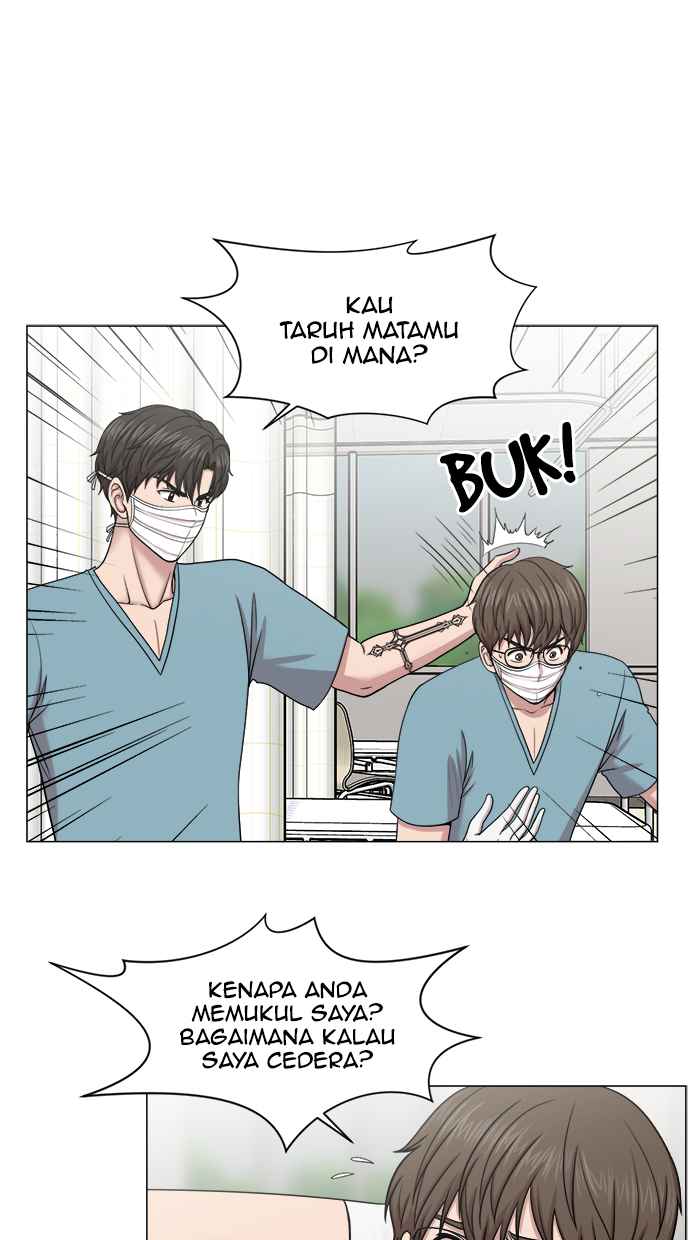 KAU
TARUH MATAMU
DI MANA?
BUK!
KENAPA ANDA
MEMUKUL SAYA?
BAGAIMANA KALAU
SAYA CEDERA?